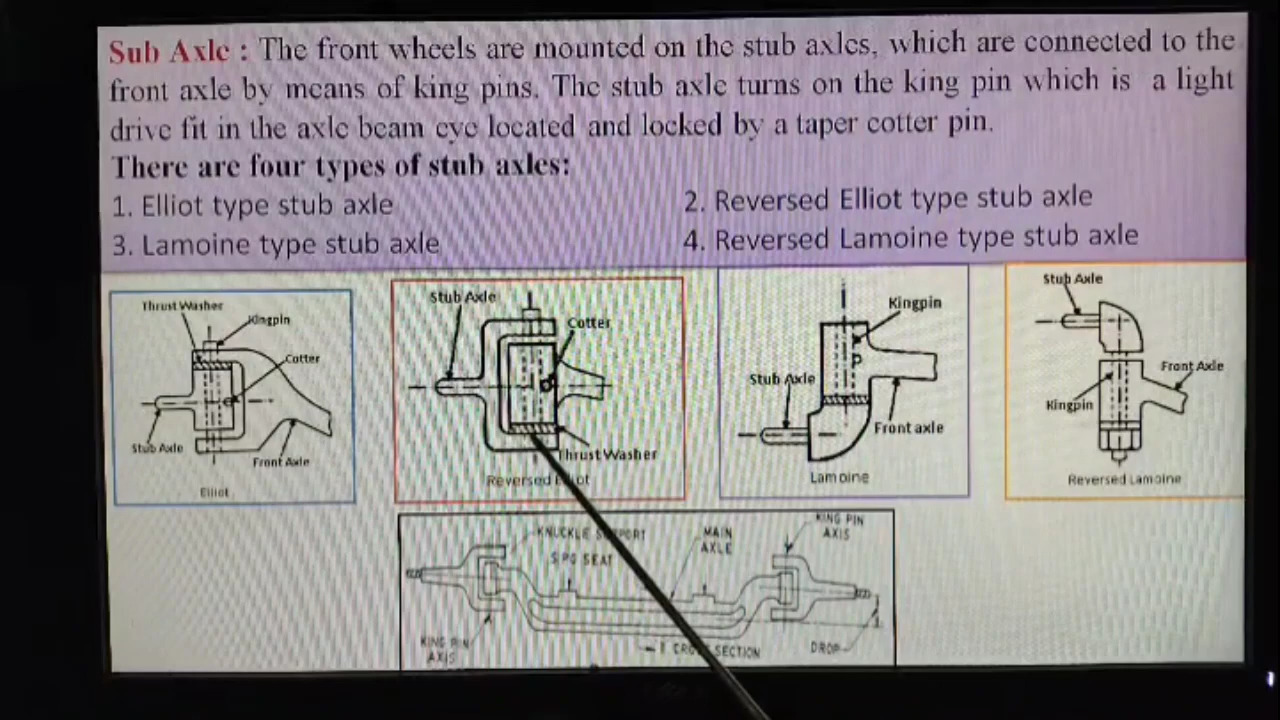 Sub Axle : The front wheels are mounted on the stub axles, which are connected to the
front axle by means of king pins. The stub axle turns on the king pin which is a light
drive fit in the axle beam eye located and locked by a taper cotter pin.
There are four types of stub axles:
1. Elliot type stub axle
2. Reversed Elliot type stub axle
3. Lamoine type stub axle
4. Reversed Lamoine type stub axle
Thrust Washer
Kingpin
Cotter
Stub Axle
Front Axle
Elliot
Stub Axle
Cotter
Thrust Washer
Reversed
Kingpin
Stub Axle
Front axle
Lamoine
Stub Axle
Front Axle
Kingpin
Reversed Lamoine
KNUCKLE
MAIN
AXLE
KING PIN
AXIS
SEAT
KING PIN
AXIS
SECTION
DROP